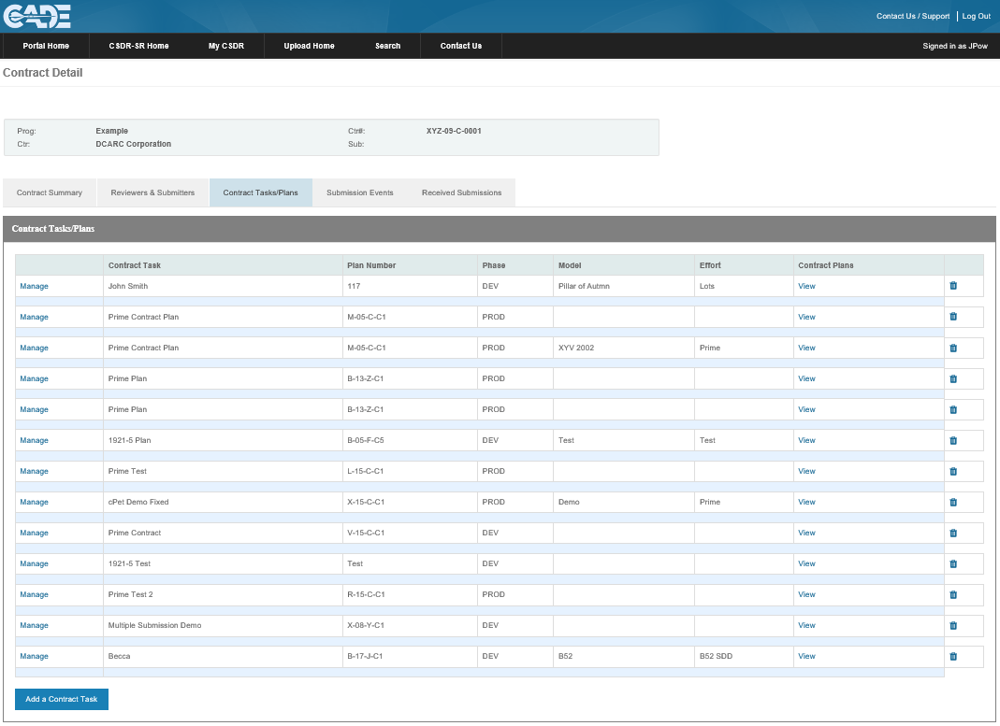 CADE
Contact Us / Support | Log Out
Portal Home CSDR-SR Home My CSDR Upload Home Search Contact Us Signed in as JPow
Contract Detail
Prog: Example Ctr#: XYZ-09-C-0001
Ctr: DCARC Corporation Sub:
Contract Summary Reviewers & Submitters Contract Tasks/Plans Submission Events Received Submissions
Contract Tasks/Plans
Contract Task Plan Number Phase Model Effort Contract Plans
Manage John Smith 117 DEV Pillar of Autmn Lots View
Manage Prime Contract Plan M-05-C-C1 PROD View
Manage Prime Contract Plan M-05-C-C1 PROD XYV 2002 Prime View
Manage Prime Plan B-13-Z-C1 PROD View
Manage Prime Plan B-13-Z-C1 PROD View
Manage 1921-5 Plan B-05-F-C5 DEV Test Test View
Manage Prime Test L-15-C-C1 PROD View
Manage cPet Demo Fixed X-15-C-C1 PROD Demo Prime View
Manage Prime Contract V-15-C-C1 DEV View
Manage 1921-5 Test Test DEV View
Manage Prime Test 2 R-15-C-C1 PROD View
Manage Multiple Submission Demo X-08-Y-C1 DEV View
Manage Becca B-17-J-C1 DEV B52 B52 SDD View
Add a Contract Task